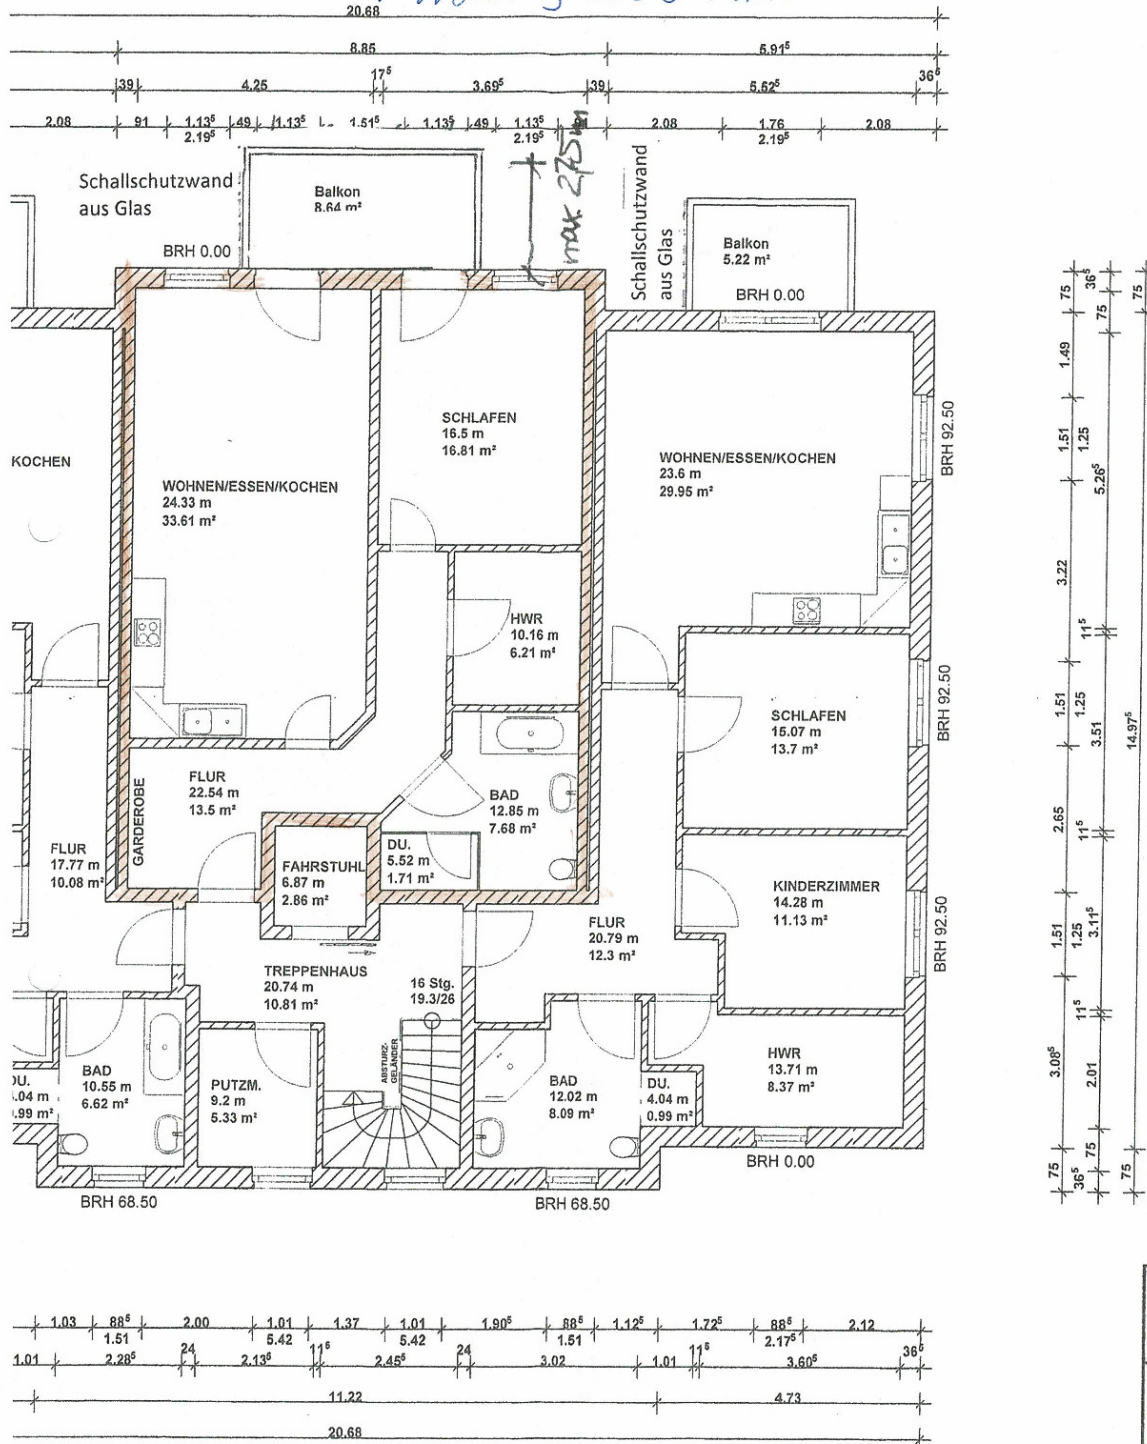 20.68
8.85 5.91⁵
39 4.25 17⁵ 3.69⁵ 39 5.52⁵ 36⁵
2.08 91 1.13⁵ 49 1.13⁵ 1.51⁵ 1.13⁵ 49 1.13⁵ 2.08 1.76 2.08
2.19⁵ 2.19⁵ 2.19⁵
max. 2,75m
Schallschutzwand
aus Glas
Balkon
8.64 m²
BRH 0.00
Schallschutzwand
aus Glas
Balkon
5.22 m²
BRH 0.00
KOCHEN
WOHNEN/ESSEN/KOCHEN
24.33 m
33.61 m²
SCHLAFEN
16.5 m
16.81 m²
WOHNEN/ESSEN/KOCHEN
23.6 m
29.95 m²
BRH 92.50
HWR
10.16 m
6.21 m²
SCHLAFEN
15.07 m
13.7 m²
BRH 92.50
GARDEROBE
FLUR
22.54 m
13.5 m²
BAD
12.85 m
7.68 m²
FLUR
17.77 m
10.08 m²
FAHRSTUHL
6.87 m
2.86 m²
DU.
5.52 m
1.71 m²
KINDERZIMMER
14.28 m
11.13 m²
BRH 92.50
FLUR
20.79 m
12.3 m²
TREPPENHAUS
20.74 m
10.81 m²
16 Stg.
19.3/26
ABSTURZ-
GELÄNDER
DU.
4.04 m
0.99 m²
BAD
10.55 m
6.62 m²
PUTZM.
9.2 m
5.33 m²
BAD
12.02 m
8.09 m²
DU.
4.04 m
0.99 m²
HWR
13.71 m
8.37 m²
BRH 0.00
BRH 68.50
BRH 68.50
75 1.49 1.51 3.22 1.51 2.65 1.51 3.08⁵ 75
1.25 1.25 1.25
36⁵ 75 5.26⁵ 11⁵ 3.51 11⁵ 3.11⁵ 11⁵ 2.01 75 36⁵
75 14.97⁵ 75
1.03 88⁵ 2.00 1.01 1.37 1.01 1.90⁵ 88⁵ 1.12⁵ 1.72⁵ 88⁵ 2.12
1.51 5.42 5.42 1.51 2.17⁵
1.01 2.28⁵ 24 2.13⁵ 11⁵ 2.45⁵ 24 3.02 1.01 11⁵ 3.60⁵ 36⁵
11.22 4.73
20.68